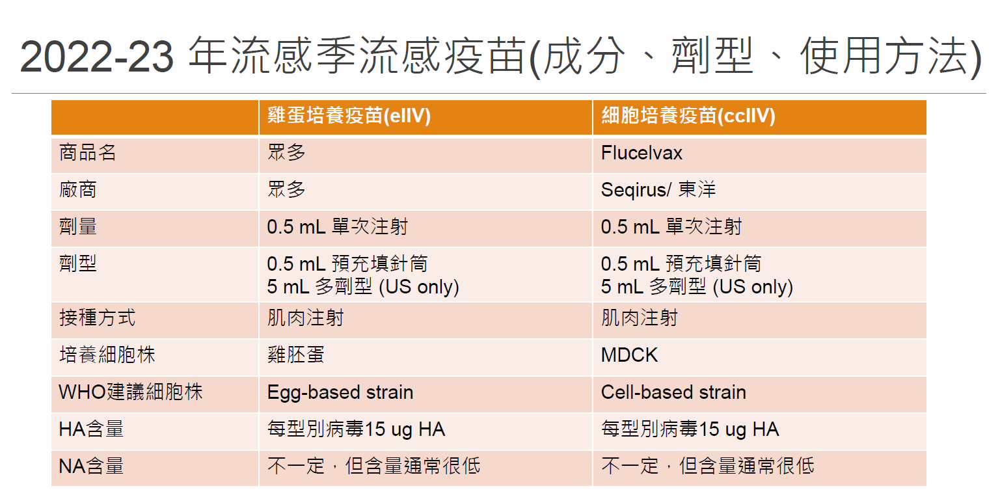 2022-23 年流感季流感疫苗(成分、劑型、使用方法)
雞蛋培養疫苗(eIIV) 細胞培養疫苗(ccIIV)
商品名 眾多 Flucelvax
廠商 眾多 Seqirus/ 東洋
劑量 0.5 mL 單次注射 0.5 mL 單次注射
劑型 0.5 mL 預充填針筒 0.5 mL 預充填針筒
5 mL 多劑型 (US only) 5 mL 多劑型 (US only)
接種方式 肌肉注射 肌肉注射
培養細胞株 雞胚蛋 MDCK
WHO建議細胞株 Egg-based strain Cell-based strain
HA含量 每型別病毒15 ug HA 每型別病毒15 ug HA
NA含量 不一定，但含量通常很低 不一定，但含量通常很低